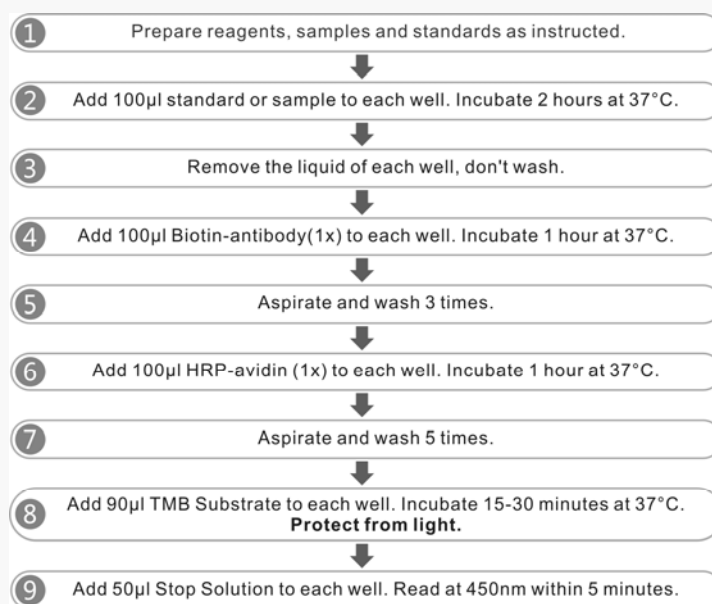 1 Prepare reagents, samples and standards as instructed.
2 Add 100μl standard or sample to each well. Incubate 2 hours at 37°C.
3 Remove the liquid of each well, don't wash.
4 Add 100μl Biotin-antibody(1x) to each well. Incubate 1 hour at 37°C.
5 Aspirate and wash 3 times.
6 Add 100μl HRP-avidin (1x) to each well. Incubate 1 hour at 37°C.
7 Aspirate and wash 5 times.
8 Add 90μl TMB Substrate to each well. Incubate 15-30 minutes at 37°C.
Protect from light.
9 Add 50μl Stop Solution to each well. Read at 450nm within 5 minutes.